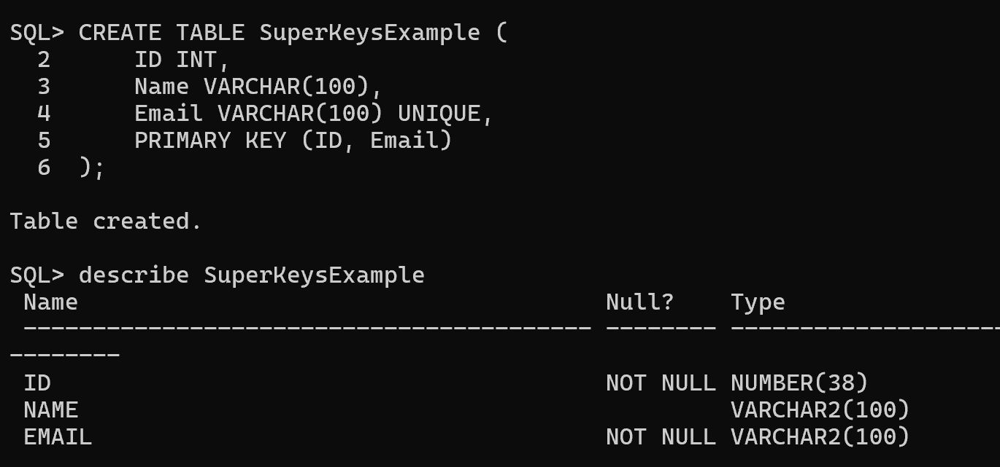 SQL> CREATE TABLE SuperKeysExample (
  2      ID INT,
  3      Name VARCHAR(100),
  4      Email VARCHAR(100) UNIQUE,
  5      PRIMARY KEY (ID, Email)
  6  );
Table created.
SQL> describe SuperKeysExample
 Name                                      Null?    Type
 ----------------------------------------- -------- --------------------
--------
 ID                                        NOT NULL NUMBER(38)
 NAME                                               VARCHAR2(100)
 EMAIL                                     NOT NULL VARCHAR2(100)